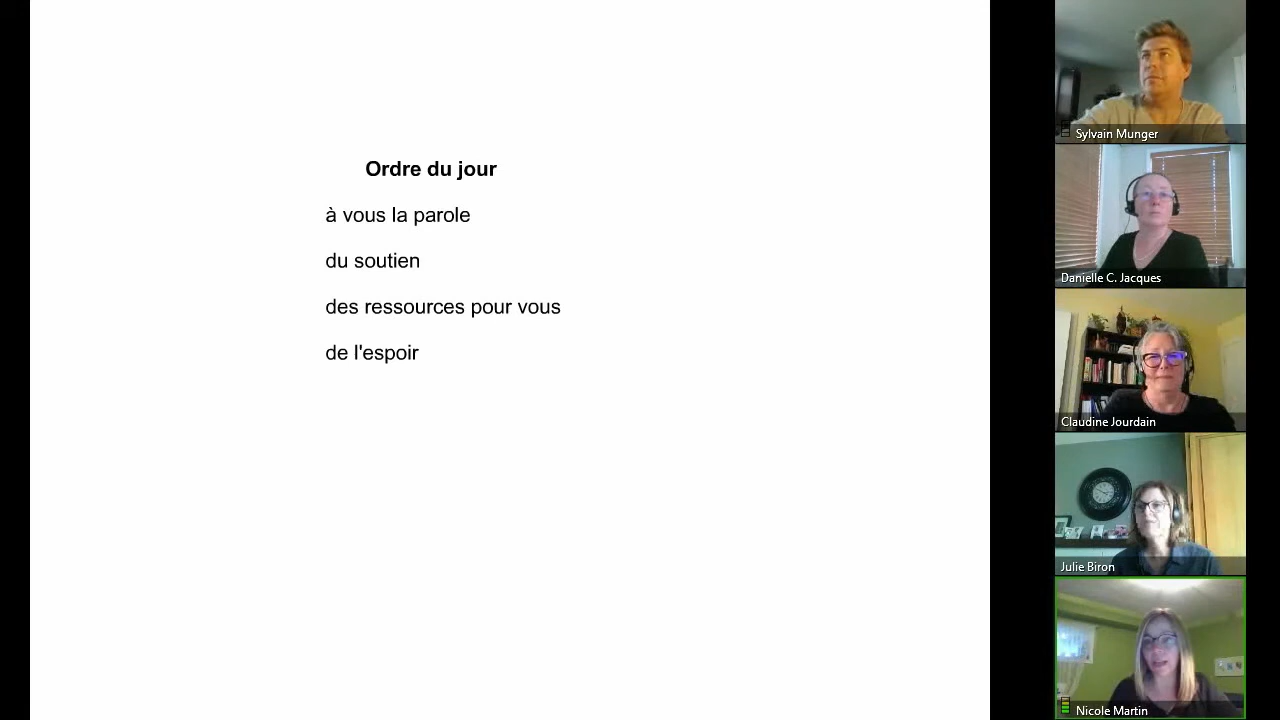 Ordre du jour
à vous la parole
du soutien
des ressources pour vous
de l'espoir
Sylvain Munger
Danielle C. Jacques
Claudine Jourdain
Julie Biron
Nicole Martin